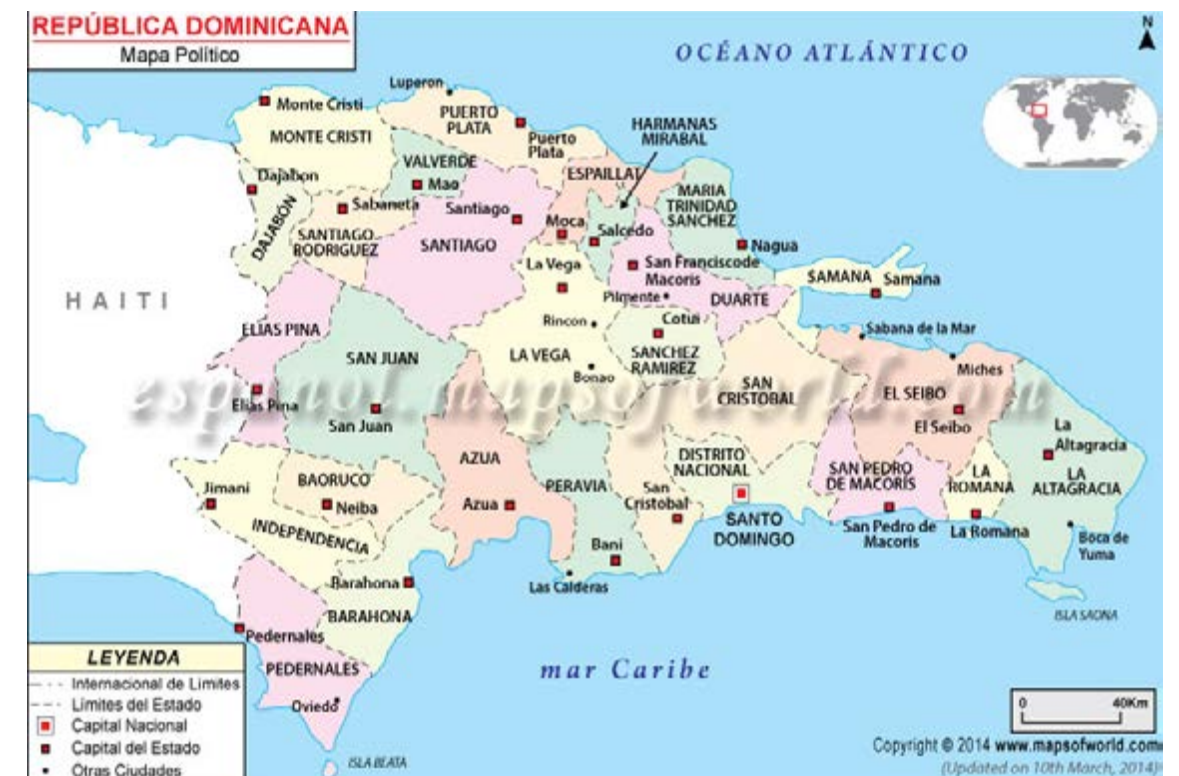 REPÚBLICA DOMINICANA
Mapa Político
N
OCÉANO ATLÁNTICO
Luperon
Monte Cristi
MONTE CRISTI
PUERTO
PLATA
Puerto
Plata
HARMANAS
MIRABAL
VALVERDE
Mao
ESPAILLAT
Dajabon
DAJABÓN
Sabaneta
SANTIAGO
RODRIGUEZ
Santiago
SANTIAGO
Moca
Salcedo
MARIA
TRINIDAD
SANCHEZ
Nagua
La Vega
San Franciscode
Macoris
Pilmente
DUARTE
SAMANA
Samana
HAITI
ELIAS PINA
Rincon
Cotui
Sabana de la Mar
SAN JUAN
LA VEGA
Bonao
SANCHEZ
RAMIREZ
Miches
SAN
CRISTOBAL
EL SEIBO
El Seibo
español.mapsofworld.com
Elias Pina
San Juan
La
Altagracia
LA
ALTAGRACIA
AZUA
Azua
DISTRITO
NACIONAL
SAN PEDRO
DE MACORIS
LA
ROMANA
Jimani
BAORUCO
Neiba
PERAVIA
San
Cristobal
INDEPENDENCIA
SANTO
DOMINGO
San Pedro de
Macoris
La Romana
Boca de
Yuma
Bani
Las Calderas
Barahona
BARAHONA
ISLA SAONA
Pedernales
PEDERNALES
Oviedo
mar Caribe
ISLA BEATA
LEYENDA
Internacional de Limites
Límites del Estado
Capital Nacional
Capital del Estado
Otras Ciudades
0 40Km
Copyright © 2014 www.mapsofworld.com
(Updated on 10th March, 2014)